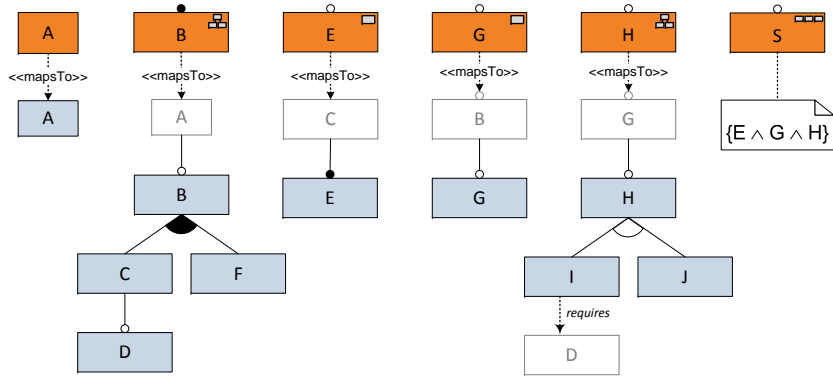 A B E G H S
<<mapsTo>> <<mapsTo>> <<mapsTo>> <<mapsTo>> <<mapsTo>>
A A C B G {E ∧ G ∧ H}
B E G H
C F I J
requires
D D